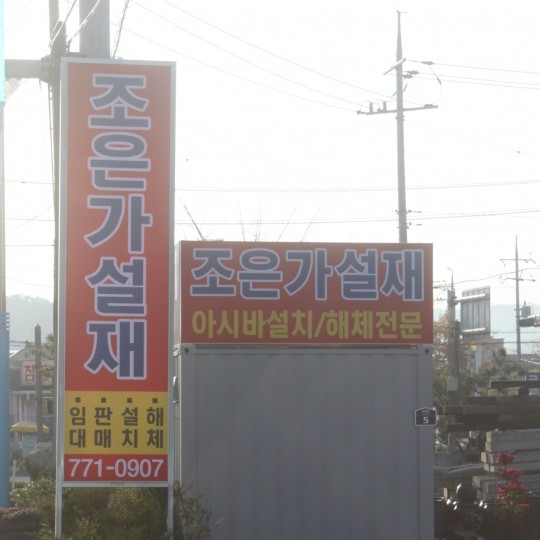 조은가설재
임대 판매 설치 해체
771-0907
조은가설재
아시바설치/해체전문
5